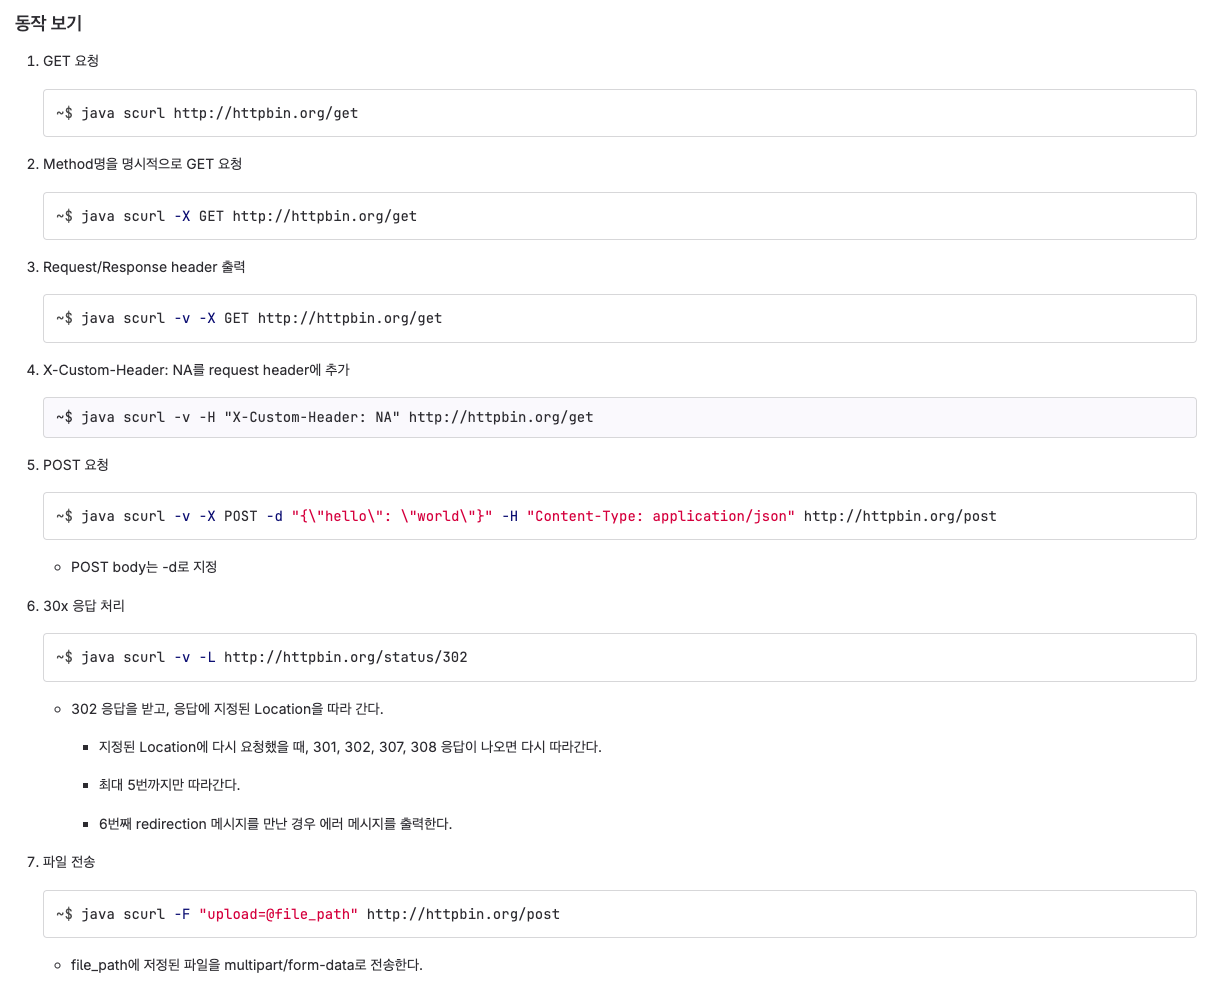 동작 보기
1. GET 요청
~$ java scurl http://httpbin.org/get
2. Method명을 명시적으로 GET 요청
~$ java scurl -X GET http://httpbin.org/get
3. Request/Response header 출력
~$ java scurl -v -X GET http://httpbin.org/get
4. X-Custom-Header: NA를 request header에 추가
~$ java scurl -v -H "X-Custom-Header: NA" http://httpbin.org/get
5. POST 요청
~$ java scurl -v -X POST -d "{\"hello\": \"world\"}" -H "Content-Type: application/json" http://httpbin.org/post
POST body는 -d로 지정
6. 30x 응답 처리
~$ java scurl -v -L http://httpbin.org/status/302
302 응답을 받고, 응답에 지정된 Location을 따라 간다.
지정된 Location에 다시 요청했을 때, 301, 302, 307, 308 응답이 나오면 다시 따라간다.
최대 5번까지만 따라간다.
6번째 redirection 메시지를 만난 경우 에러 메시지를 출력한다.
7. 파일 전송
~$ java scurl -F "upload=@file_path" http://httpbin.org/post
file_path에 저정된 파일을 multipart/form-data로 전송한다.